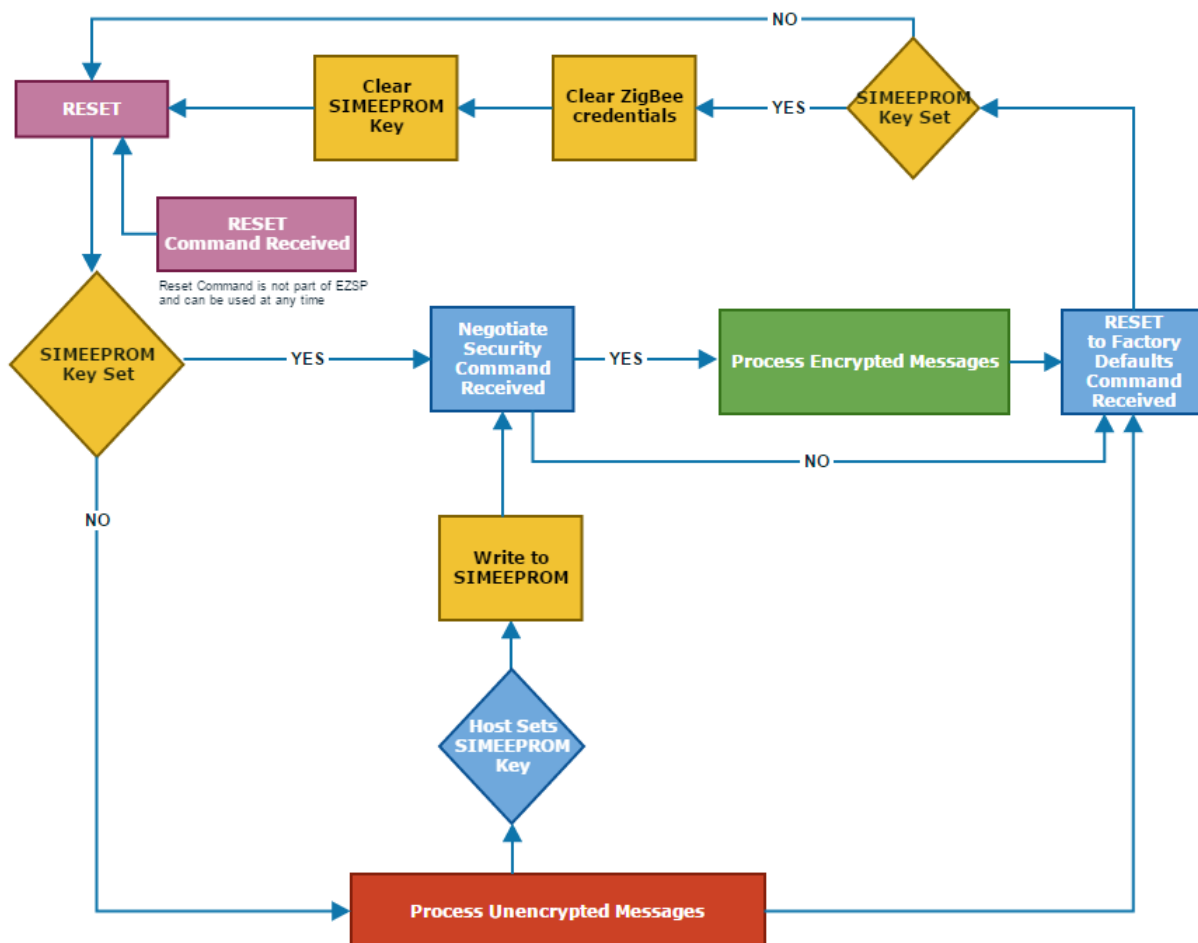 NO
RESET
Clear
SIMEEPROM
Key
Clear ZigBee
credentials
YES
SIMEEPROM
Key Set
RESET
Command Received
Reset Command is not part of EZSP
and can be used at any time
SIMEEPROM
Key Set
YES
Negotiate
Security
Command
Received
YES
Process Encrypted Messages
RESET
to Factory
Defaults
Command
Received
NO
NO
Write to
SIMEEPROM
Host Sets
SIMEEPROM
Key
Process Unencrypted Messages